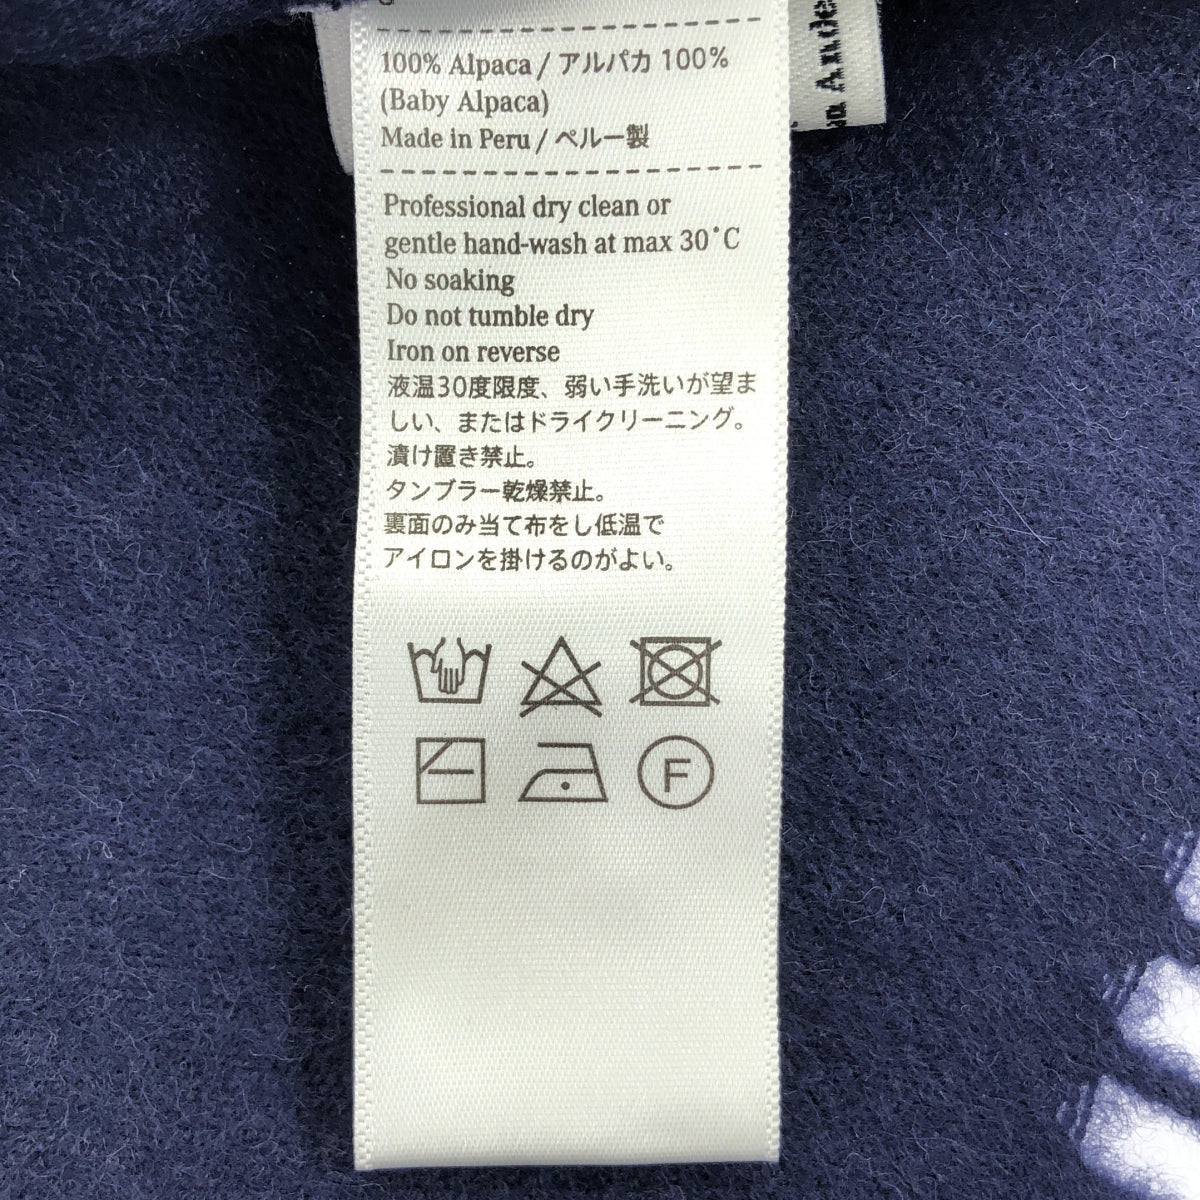 100% Alpaca / アルパカ 100%
(Baby Alpaca)
Made in Peru / ペルー製
Professional dry clean or
gentle hand-wash at max 30˚C
No soaking
Do not tumble dry
Iron on reverse
液温30度限度、弱い手洗いが望ま
しい、またはドライクリーニング。
漬け置き禁止。
タンブラー乾燥禁止。
裏面のみ当て布をし低温で
アイロンを掛けるのがよい。
F